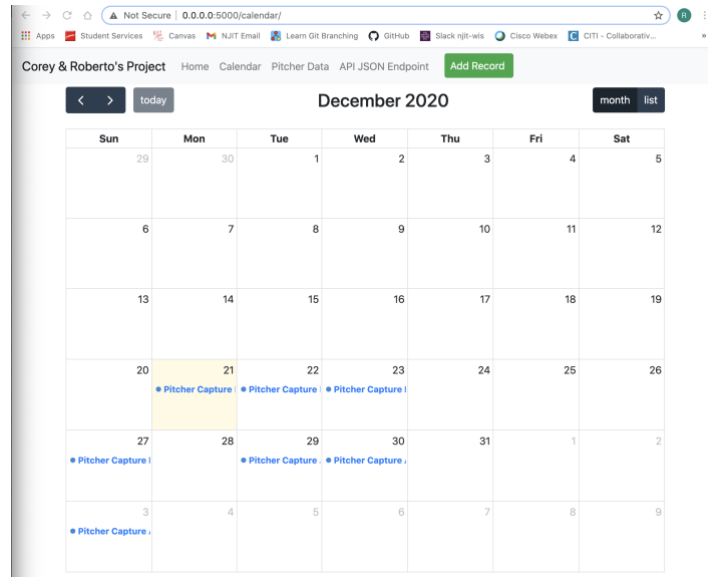 Not Secure | 0.0.0.0:5000/calendar/ R
Apps Student Services Canvas NJIT Email Learn Git Branching GitHub Slack njit-wis Cisco Webex CITI - Collaborativ... »
Corey & Roberto's Project Home Calendar Pitcher Data API JSON Endpoint Add Record
< > today December 2020 month list
Sun Mon Tue Wed Thu Fri Sat
29 30 1 2 3 4 5
6 7 8 9 10 11 12
13 14 15 16 17 18 19
20 21 22 23 24 25 26
Pitcher Capture Pitcher Capture Pitcher Capture
27 28 29 30 31 1 2
Pitcher Capture Pitcher Capture Pitcher Capture
3 4 5 6 7 8 9
Pitcher Capture